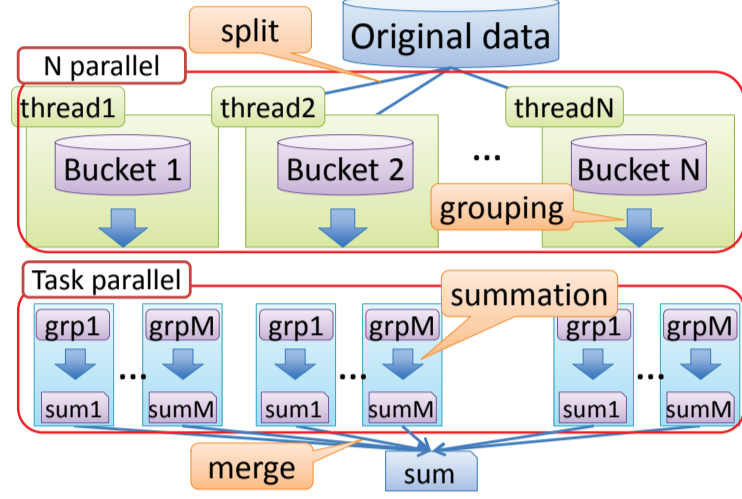 Original data
split
N parallel
thread1
thread2
threadN
Bucket 1
Bucket 2
...
Bucket N
grouping
Task parallel
summation
grp1
grpM
grp1
grpM
grp1
grpM
...
...
...
sum1
sumM
sum1
sumM
sum1
sumM
merge
sum